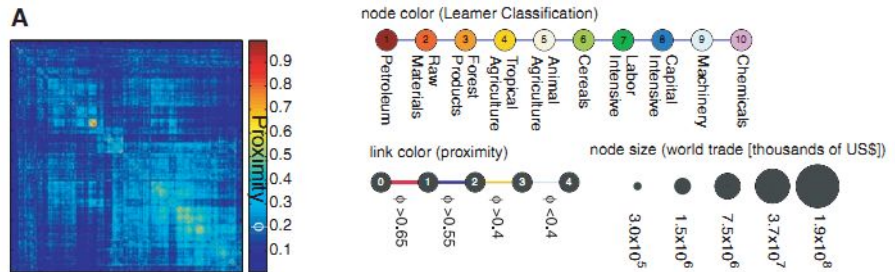 A
0.9
0.8
0.7
0.6
0.5
0.4
0.3
0.2
0.1
Proximity
ϕ
node color (Learner Classification)
1 2 3 4 5 6 7 8 9 10
Petroleum
Raw
Materials
Forest
Products
Tropical
Agriculture
Animal
Agriculture
Cereals
Labor
Intensive
Capital
Intensive
Machinery
Chemicals
link color (proximity)
0 1 2 3 4
ϕ >0.65
ϕ >0.55
ϕ >0.4
ϕ <0.4
node size (world trade [thousands of US$])
3.0x10⁵
1.5x10⁶
7.5x10⁶
3.7x10⁷
1.9x10⁸